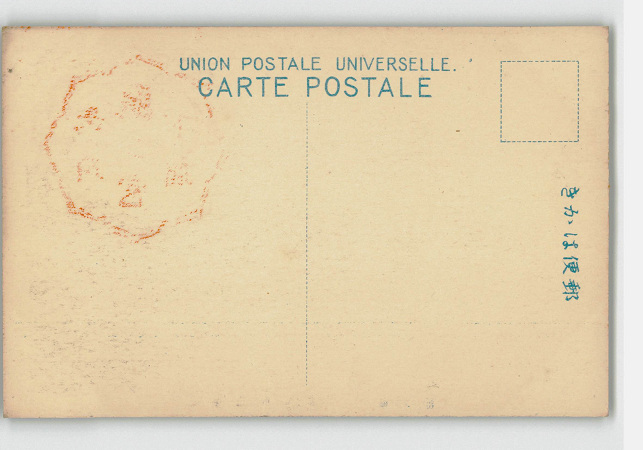 UNION POSTALE UNIVERSELLE.
CARTE POSTALE
きかは便郵